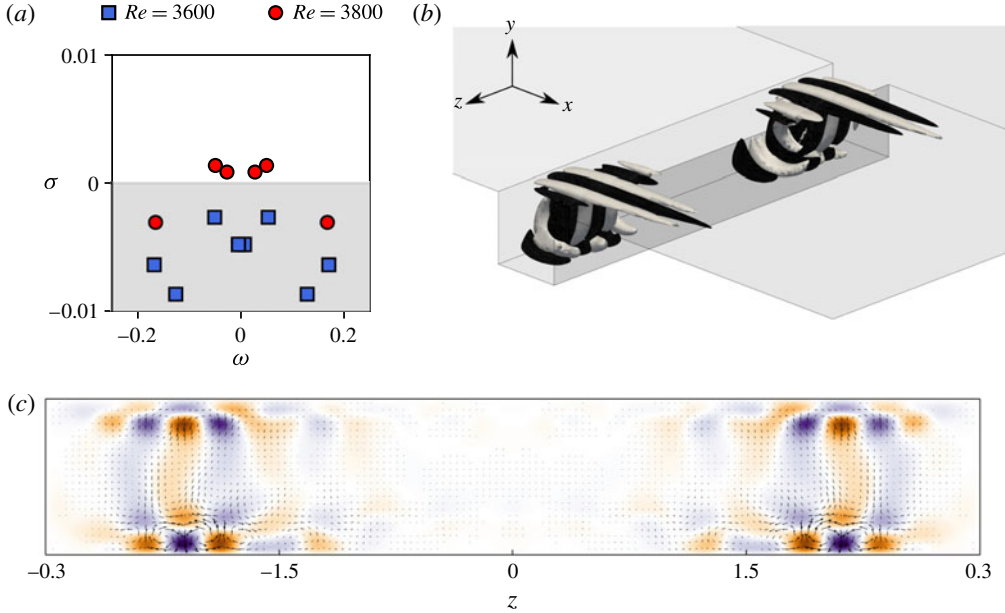 (a) Re = 3600 Re = 3800
0.01
σ 0
−0.01
−0.2 0 0.2
ω
(b)
y
z x
(c)
−0.3 −1.5 0 1.5 0.3
z